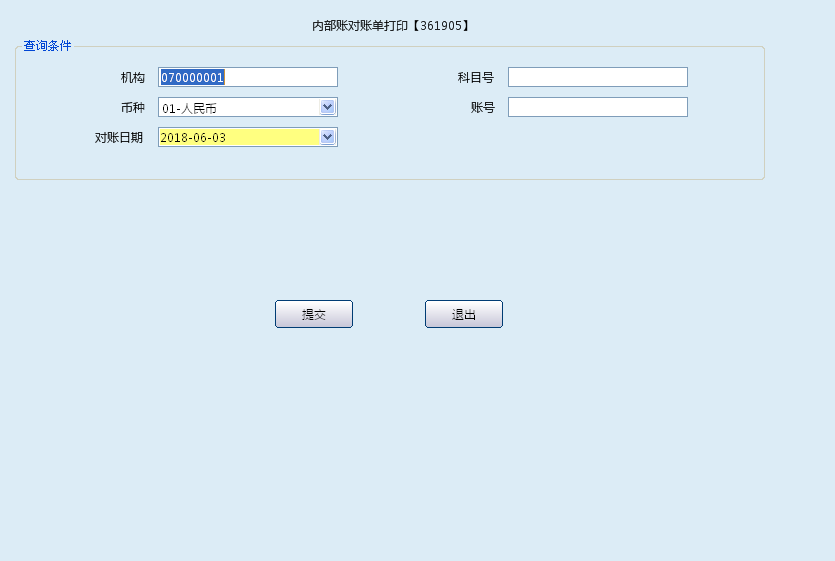 内部账对账单打印【361905】
查询条件
机构 070000001 科目号
币种 01-人民币 账号
对账日期 2018-06-03
提交 退出